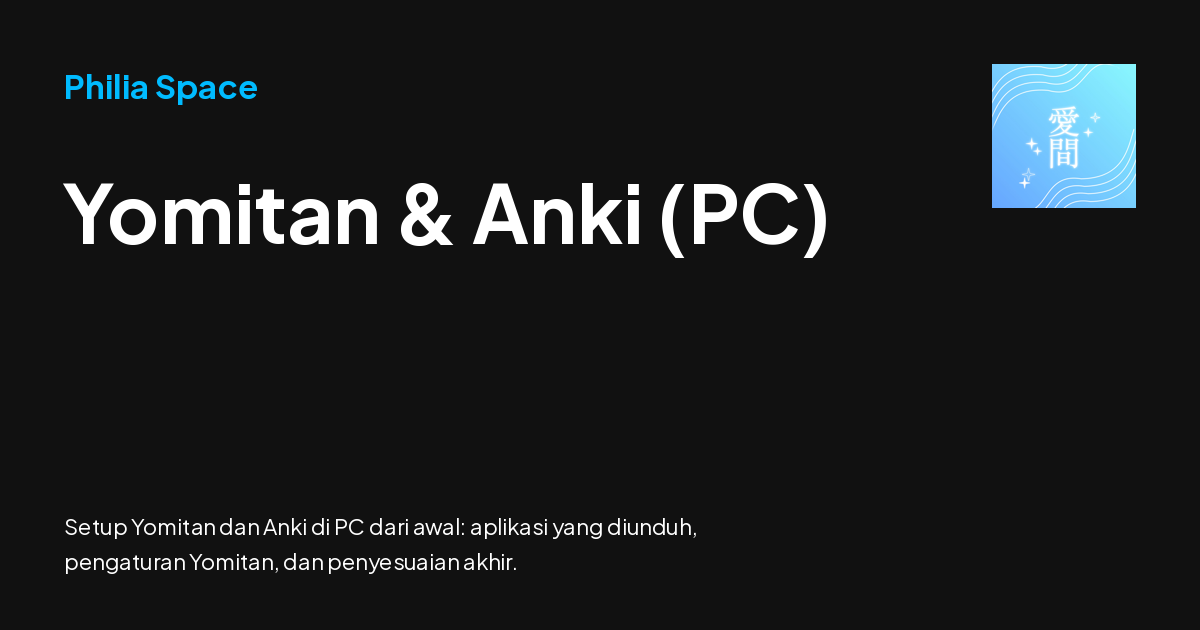 Philia Space
愛
間
Yomitan & Anki (PC)
Setup Yomitan dan Anki di PC dari awal: aplikasi yang diunduh,
pengaturan Yomitan, dan penyesuaian akhir.